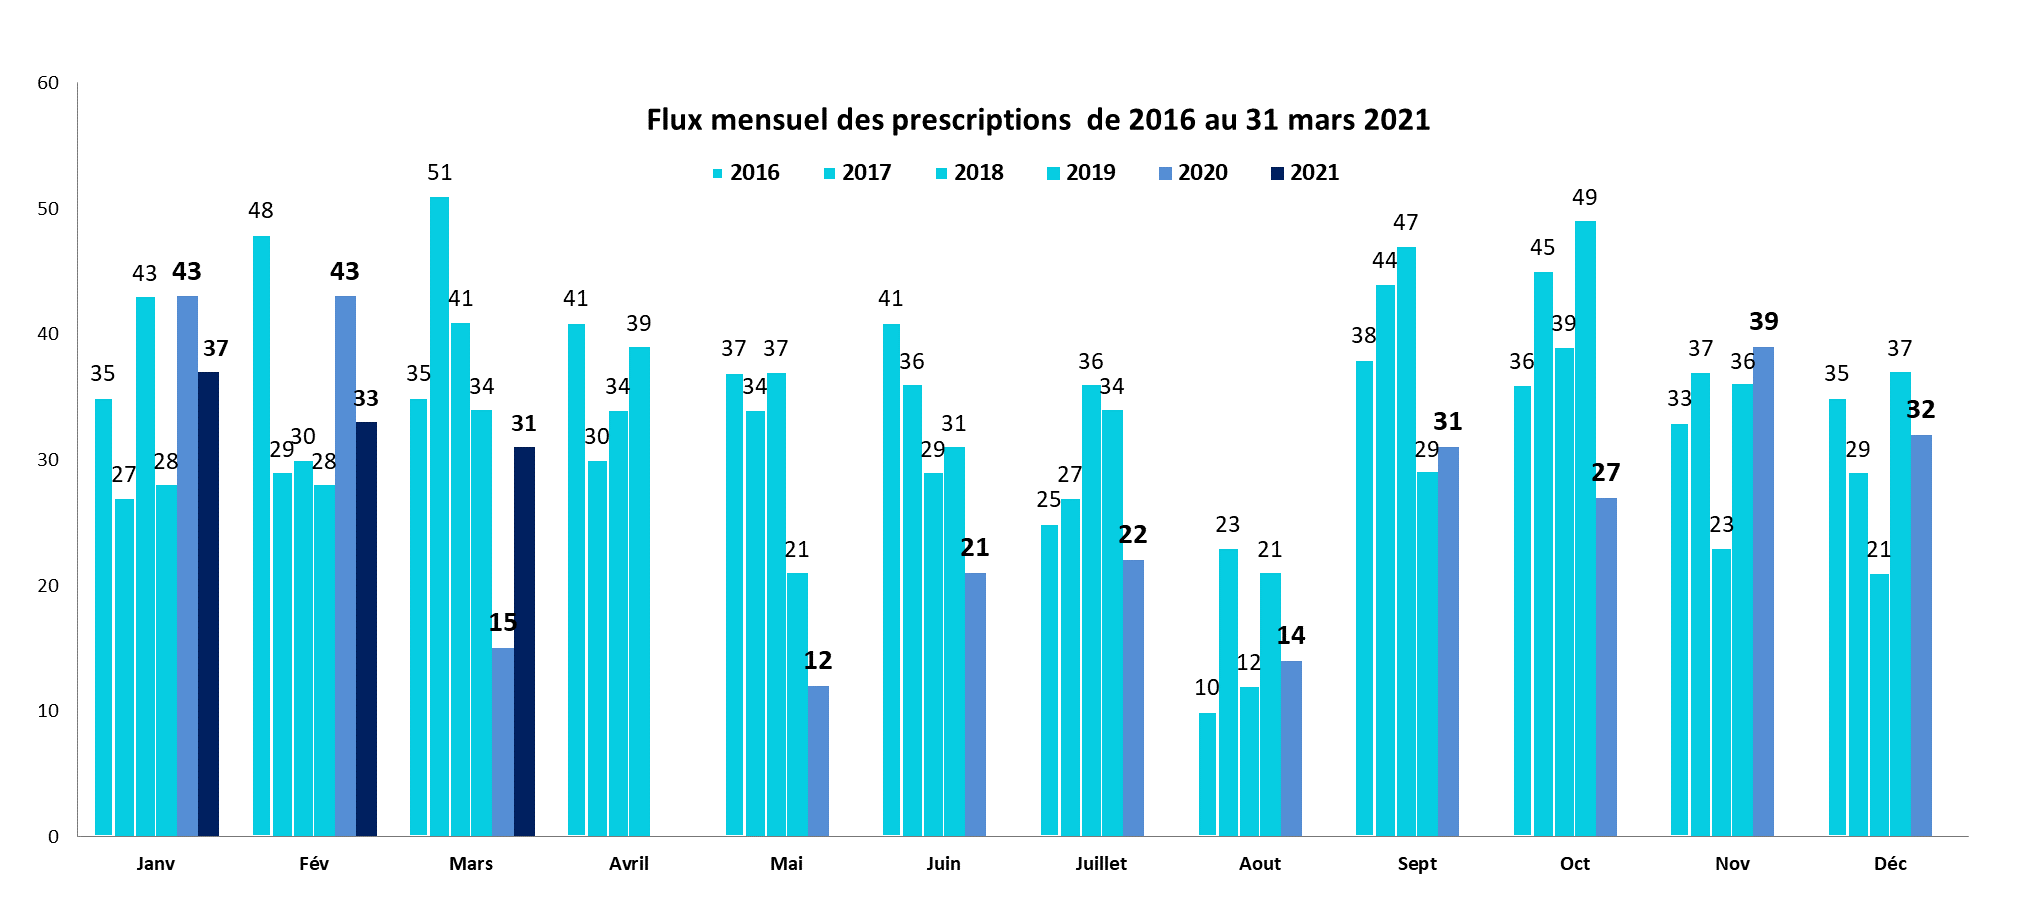 Flux mensuel des prescriptions  de 2016 au 31 mars 2021
2016 2017 2018 2019 2020 2021
60
50
40
30
20
10
0
35 27 43 28 43 37
48 29 30 28 43 33
35 51 41 34 15 31
41 30 34 39
37 34 37 21 12
41 36 29 31 21
25 27 36 34 22
10 23 12 21 14
38 44 47 29 31
36 45 39 49 27
33 37 23 36 39
35 29 21 37 32
Janv Fév Mars Avril Mai Juin Juillet Aout Sept Oct Nov Déc